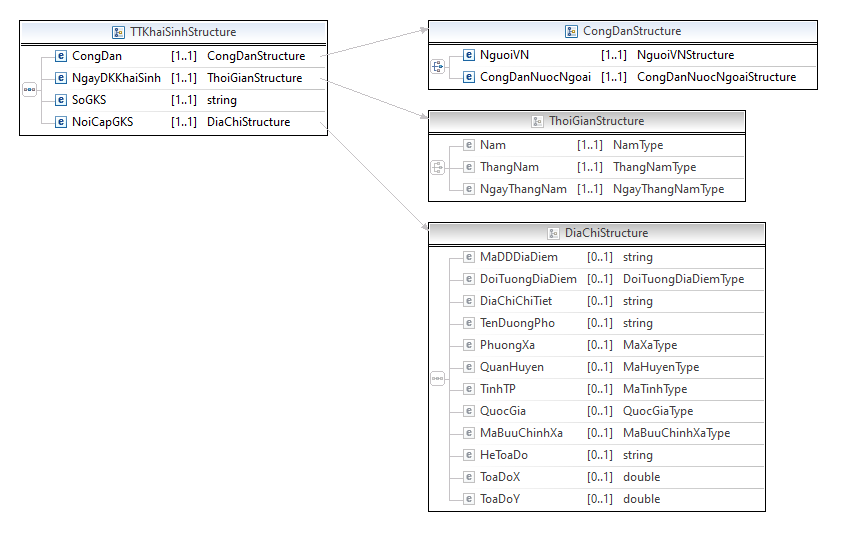 TTKhaiSinhStructure
e CongDan [1..1] CongDanStructure
e NgayDKKhaiSinh [1..1] ThoiGianStructure
e SoGKS [1..1] string
e NoiCapGKS [1..1] DiaChiStructure
CongDanStructure
e NguoiVN [1..1] NguoiVNStructure
e CongDanNuocNgoai [1..1] CongDanNuocNgoaiStructure
ThoiGianStructure
e Nam [1..1] NamType
e ThangNam [1..1] ThangNamType
e NgayThangNam [1..1] NgayThangNamType
DiaChiStructure
e MaDDDiaDiem [0..1] string
e DoiTuongDiaDiem [0..1] DoiTuongDiaDiemType
e DiaChiChiTiet [0..1] string
e TenDuongPho [0..1] string
e PhuongXa [0..1] MaXaType
e QuanHuyen [0..1] MaHuyenType
e TinhTP [0..1] MaTinhType
e QuocGia [0..1] QuocGiaType
e MaBuuChinhXa [0..1] MaBuuChinhXaType
e HeToaDo [0..1] string
e ToaDoX [0..1] double
e ToaDoY [0..1] double